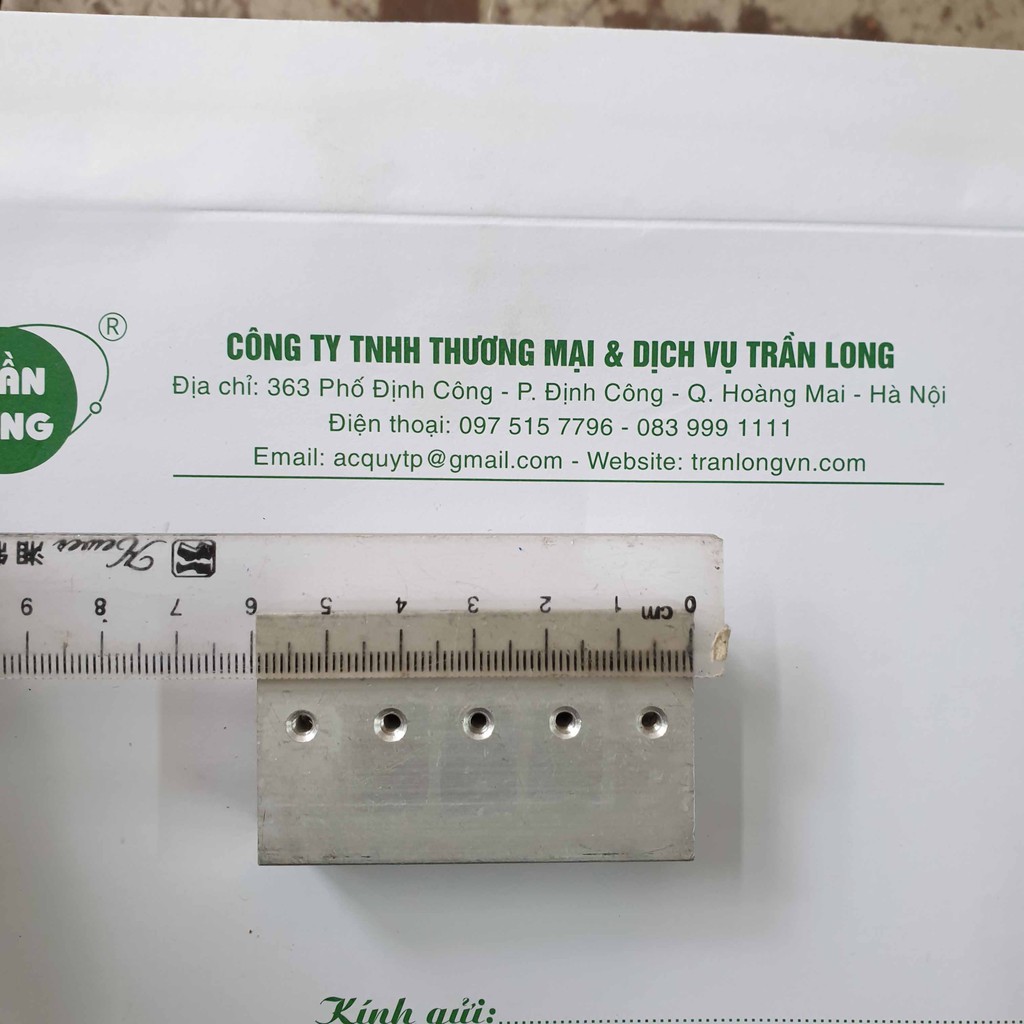 ®
CÔNG TY TNHH THƯƠNG MẠI & DỊCH VỤ TRẦN LONG
Địa chỉ: 363 Phố Định Công - P. Định Công - Q. Hoàng Mai - Hà Nội
Điện thoại: 097 515 7796 - 083 999 1111
Email: acquytp@gmail.com - Website: tranlongvn.com
ẦN
NG
9 8 7 6 5 4 3 2 1 cm 0
Kính gửi: